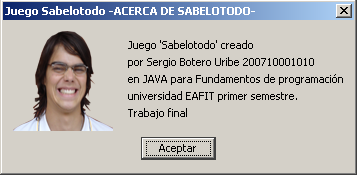 Juego Sabelotodo -ACERCA DE SABELOTODO-
Juego 'Sabelotodo' creado
por Sergio Botero Uribe 200710001010
en JAVA para Fundamentos de programación
universidad EAFIT primer semestre.
Trabajo final
Aceptar